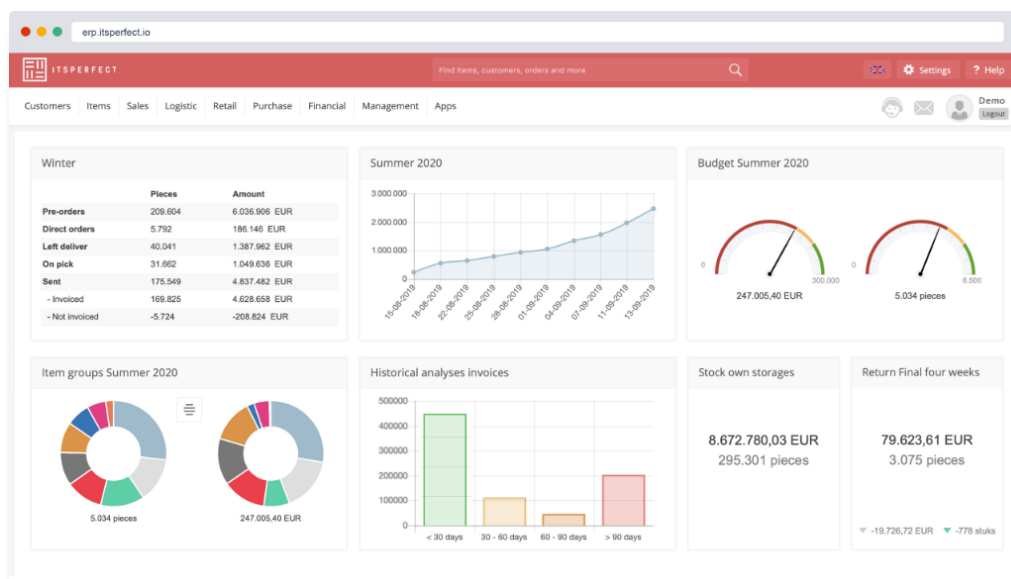 erp.itsperfect.io
ITSPERFECT
Find items, customers, orders and more
Settings
? Help
Customers Items Sales Logistic Retail Purchase Financial Management Apps
Demo
Logout
Winter
Pieces Amount
Pre-orders 209.604 6.036.906 EUR
Direct orders 5.792 186.146 EUR
Left deliver 40.041 1.387.962 EUR
On pick 31.662 1.049.636 EUR
Sent 175.549 4.837.482 EUR
- Invoiced 169.825 4.628.658 EUR
- Not invoiced -5.724 -208.824 EUR
Summer 2020
3.000.000
2.000.000
1.000.000
0
15-08-2019 18-08-2019 22-08-2019 25-08-2019 28-08-2019 01-09-2019 04-09-2019 07-09-2019 11-09-2019 13-09-2019
Budget Summer 2020
0 300.000
247.005,40 EUR
0 6.500
5.034 pieces
Item groups Summer 2020
5.034 pieces
247.005,40 EUR
Historical analyses invoices
500000
400000
300000
200000
100000
0
< 30 days 30 - 60 days 60 - 90 days > 90 days
Stock own storages
8.672.780,03 EUR
295.301 pieces
Return Final four weeks
79.623,61 EUR
3.075 pieces
-19.726,72 EUR -778 stuks